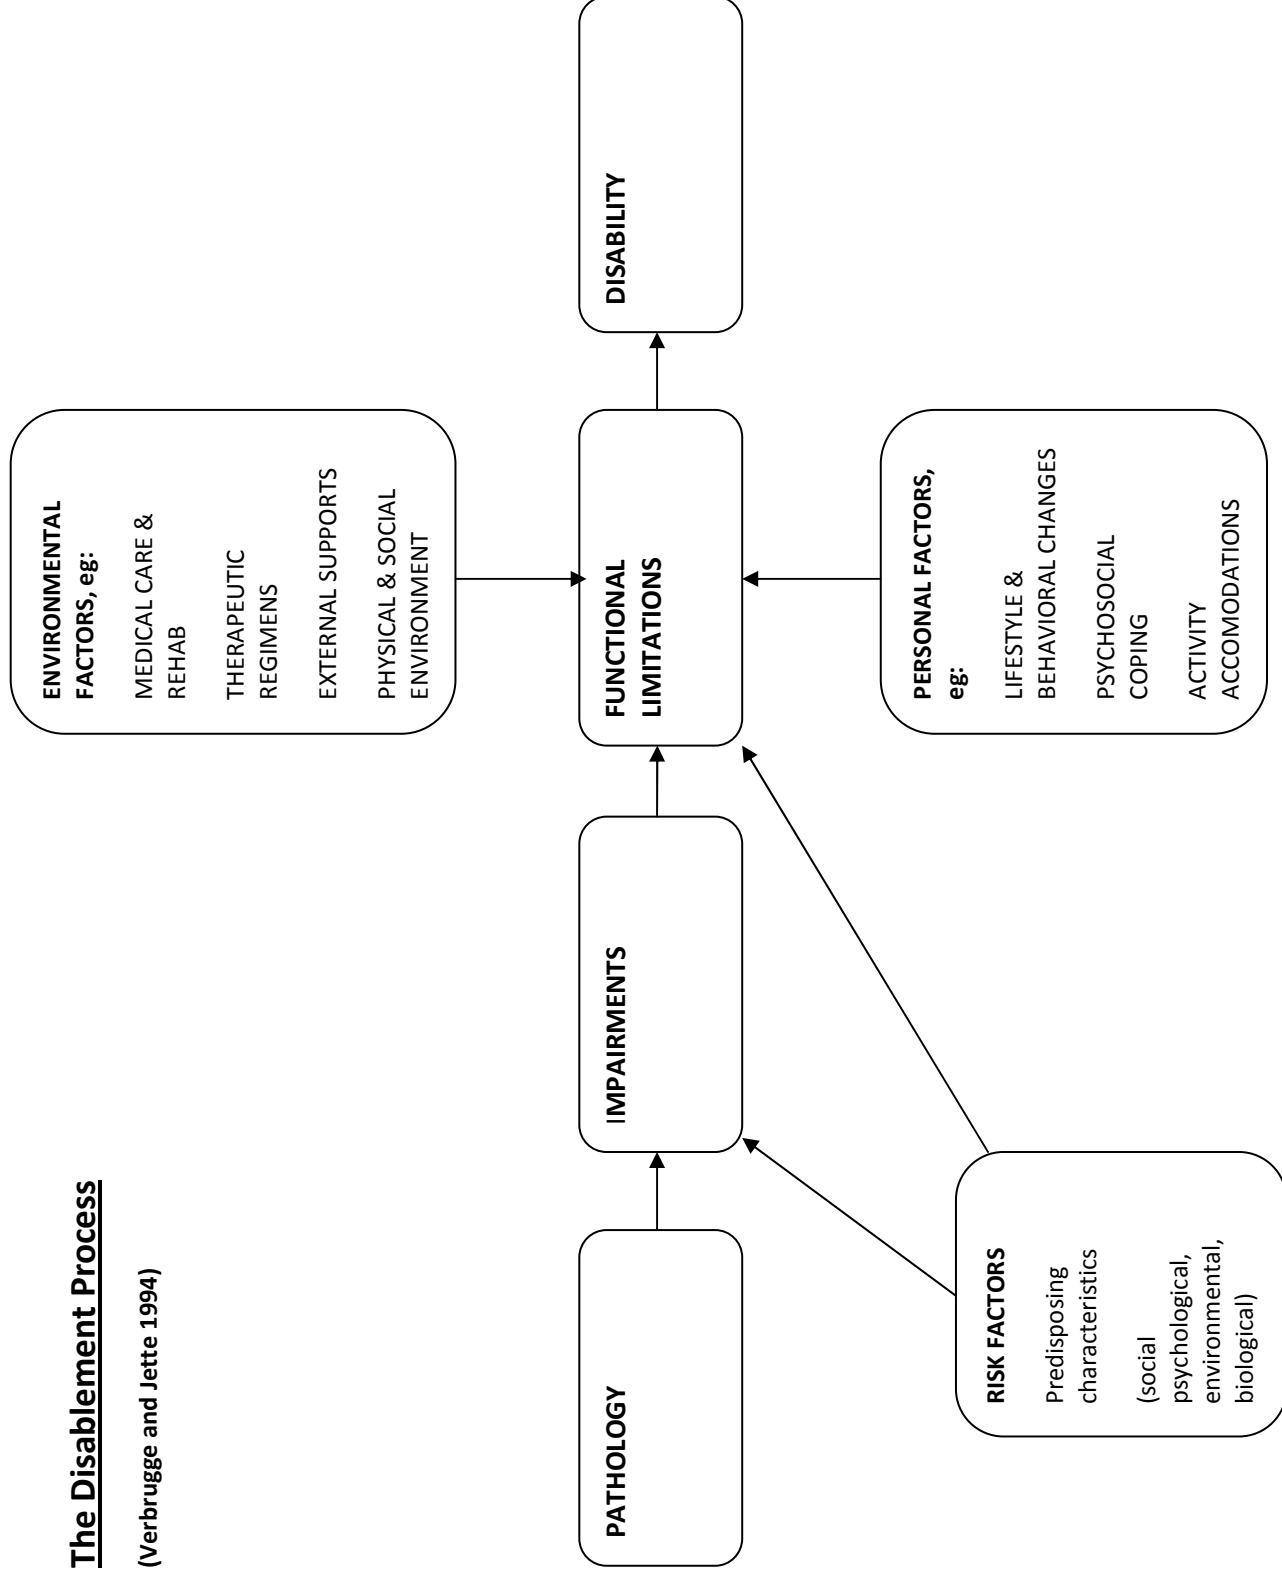 The Disablement Process
(Verbrugge and Jette 1994)
ENVIRONMENTAL
FACTORS, eg:
MEDICAL CARE &
REHAB
THERAPEUTIC
REGIMENS
EXTERNAL SUPPORTS
PHYSICAL & SOCIAL
ENVIRONMENT
PATHOLOGY
IMPAIRMENTS
FUNCTIONAL
LIMITATIONS
DISABILITY
RISK FACTORS
Predisposing
characteristics
(social
psychological,
environmental,
biological)
PERSONAL FACTORS,
eg:
LIFESTYLE &
BEHAVIORAL CHANGES
PSYCHOSOCIAL
COPING
ACTIVITY
ACCOMODATIONS